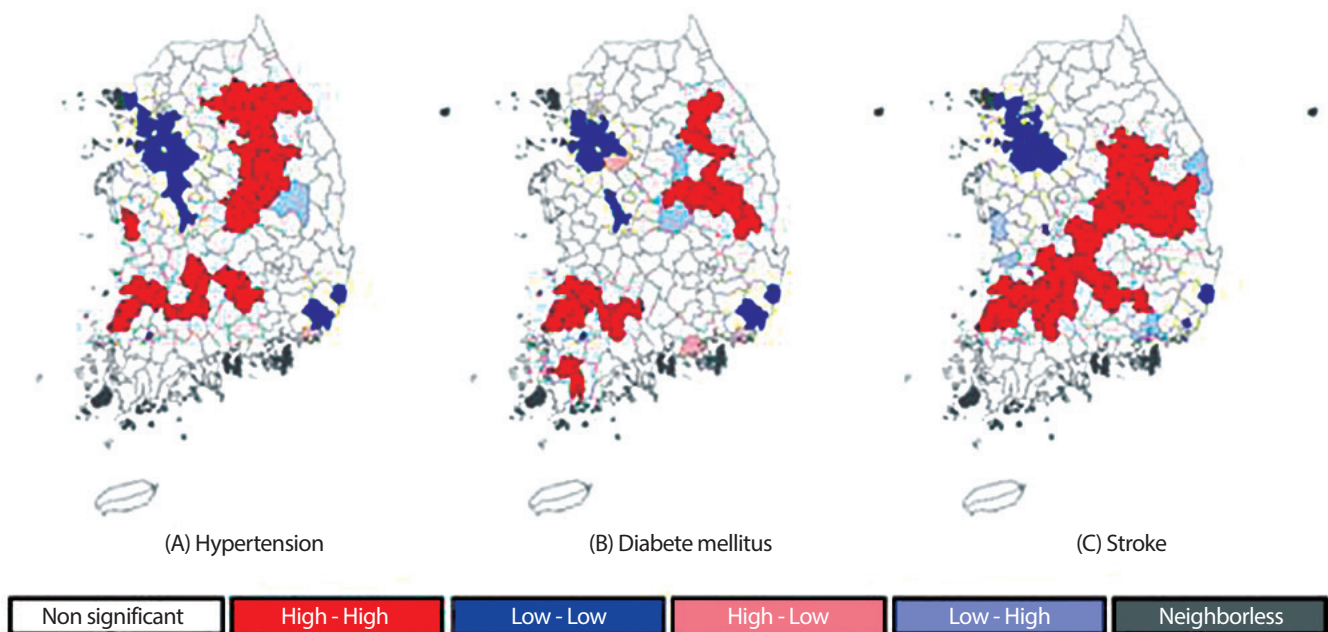 (A) Hypertension
(B) Diabete mellitus
(C) Stroke
Non significant
High - High
Low - Low
High - Low
Low - High
Neighborless